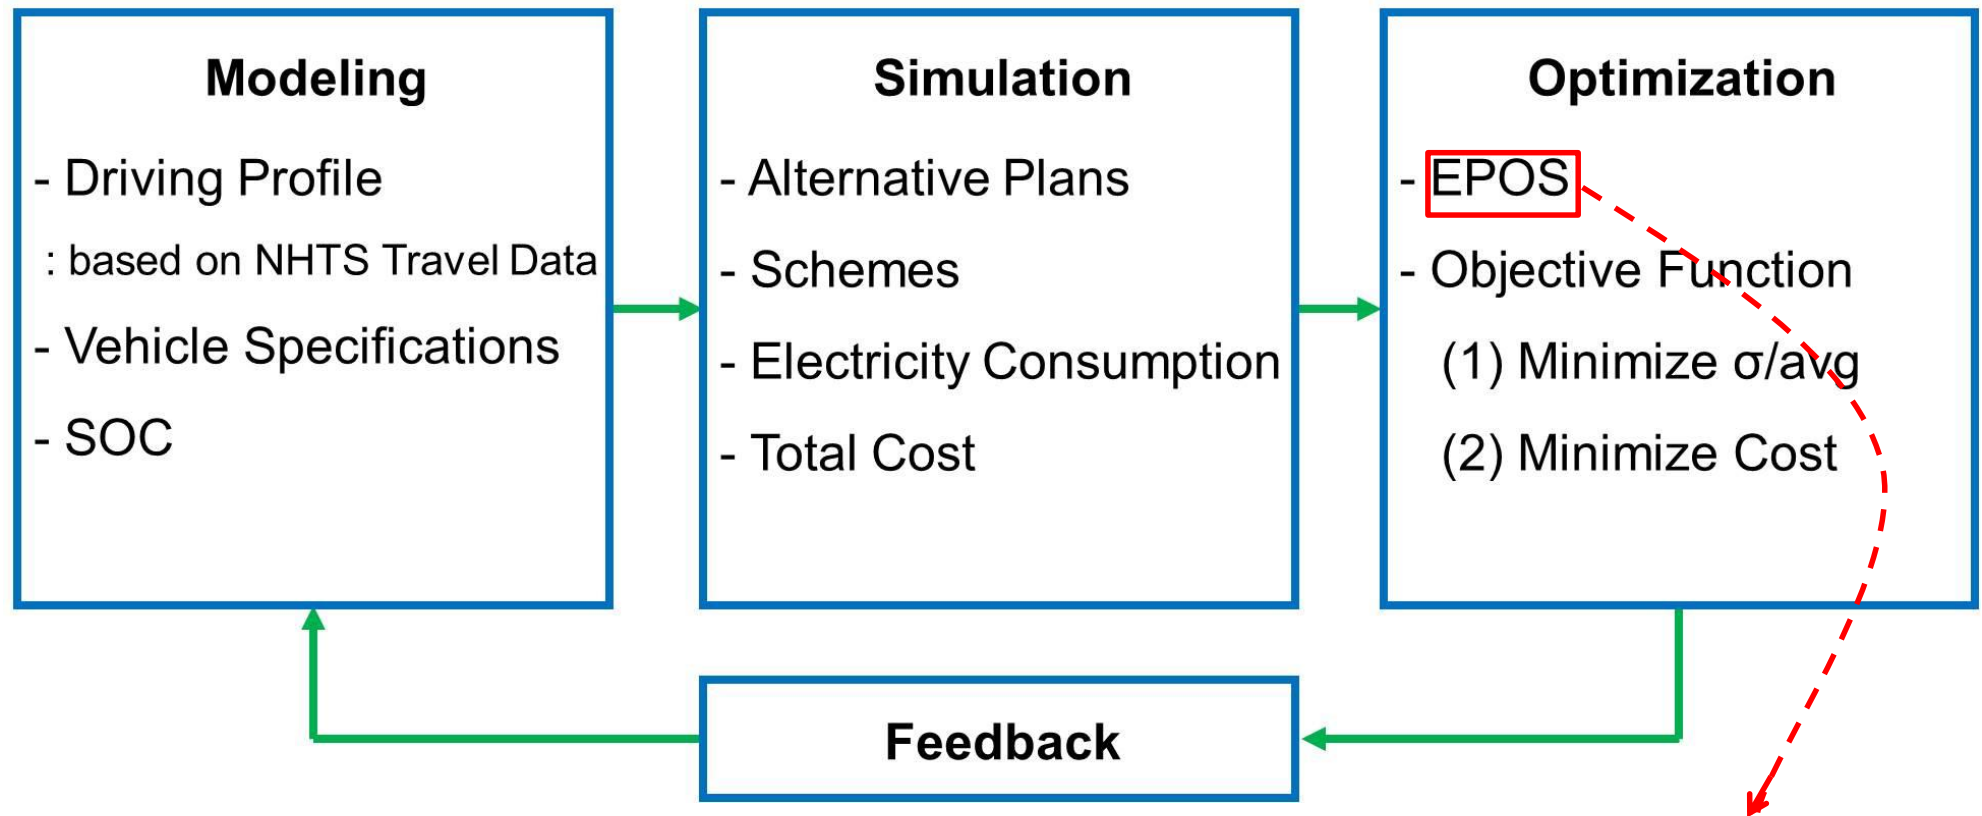 Modeling
- Driving Profile
: based on NHTS Travel Data
- Vehicle Specifications
- SOC
Simulation
- Alternative Plans
- Schemes
- Electricity Consumption
- Total Cost
Optimization
- EPOS
- Objective Function
(1) Minimize σ/avg
(2) Minimize Cost
Feedback